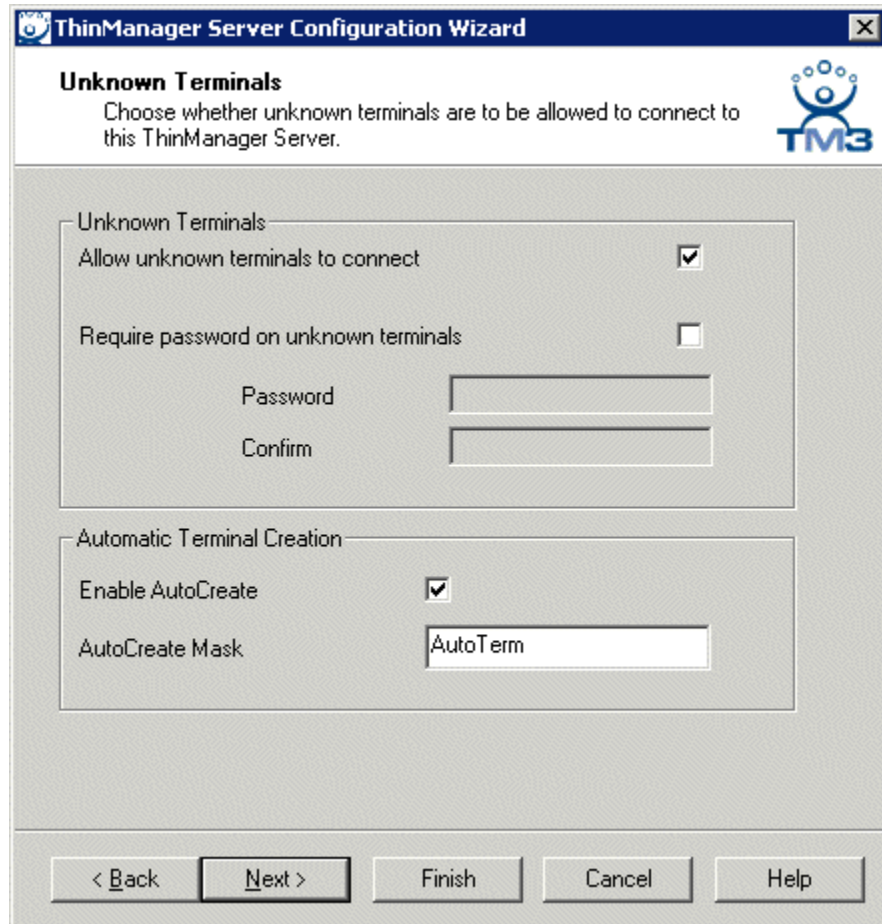 ThinManager Server Configuration Wizard
Unknown Terminals
Choose whether unknown terminals are to be allowed to connect to
this ThinManager Server.
TM3
Unknown Terminals
Allow unknown terminals to connect
Require password on unknown terminals
Password
Confirm
Automatic Terminal Creation
Enable AutoCreate
AutoCreate Mask AutoTerm
< Back Next > Finish Cancel Help